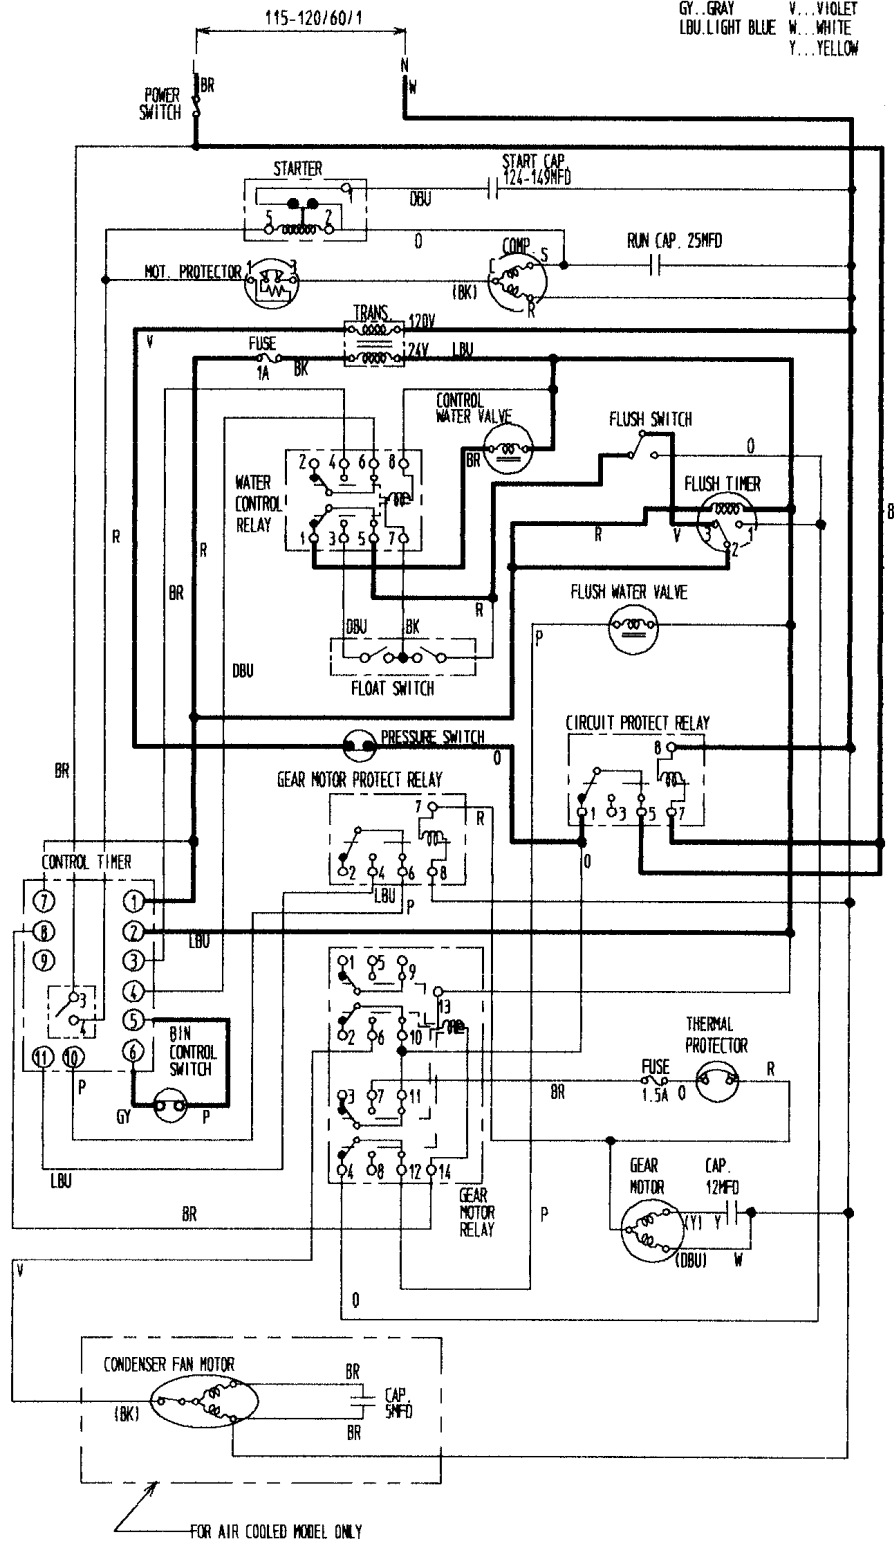 115-120/60/1
GY..GRAY V...VIOLET
LBU.LIGHT BLUE W...WHITE
Y...YELLOW
L N
BR W
POWER
SWITCH
STARTER
START CAP.
124-149MFD
DBU
5 2
O
COMP.
RUN CAP. 25MFD
MOT. PROTECTOR
1 3
C S
(BK)
R
TRANS.
120V
V
FUSE
1A
BK
24V
LBU
CONTROL
WATER VALVE
FLUSH SWITCH
O
BR
2 4 6 8
WATER
CONTROL
RELAY
FLUSH TIMER
R
R
R
V
3 1
2
B
1 3 5 7
BR
FLUSH WATER VALVE
R
DBU BK
P
DBU
FLOAT SWITCH
CIRCUIT PROTECT RELAY
PRESSURE SWITCH
O
8
BR
GEAR MOTOR PROTECT RELAY
7
R
1 3 5 7
O
CONTROL TIMER
2 4 6 8
LBU
P
7 1
8 2
LBU
9 3
4
3
4
5
6
11 10
BIN
CONTROL
SWITCH
P
GY P
LBU
1 5 9
13
2 6 10
THERMAL
PROTECTOR
FUSE
1.5A
O
R
BR
3 7 11
4 8 12 14
GEAR
MOTOR
RELAY
BR
P
GEAR
MOTOR
CAP.
12MFD
(Y) Y
(DBU) W
V
O
CONDENSER FAN MOTOR
BR
(BK)
CAP.
5MFD
BR
FOR AIR COOLED MODEL ONLY